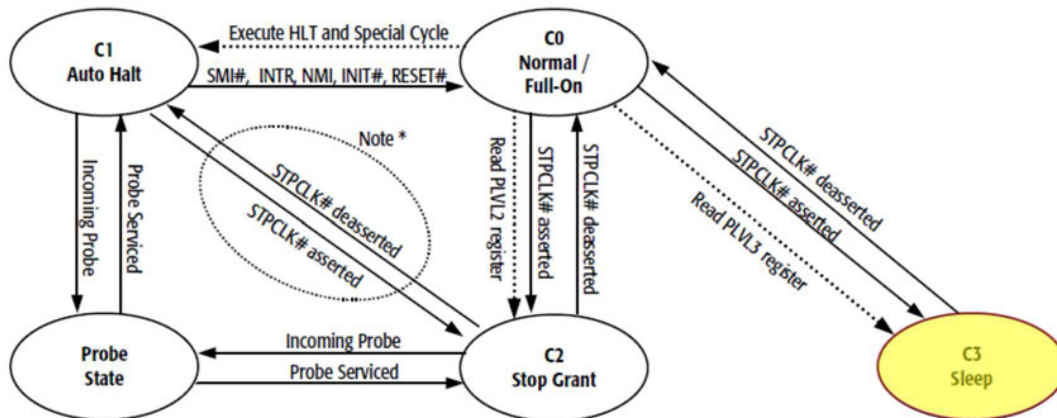 Execute HLT and Special Cycle
C1
Auto Halt
C0
Normal /
Full-On
SMI#, INTR, NMI, INIT#, RESET#
Note *
Incoming Probe
Probe Serviced
STPCLK# deasserted
STPCLK# asserted
Read PLVL2 register
STPCLK# asserted
STPCLK# deasserted
STPCLK# deasserted
STPCLK# asserted
Read PLVL3 register
Probe
State
Incoming Probe
Probe Serviced
C2
Stop Grant
C3
Sleep